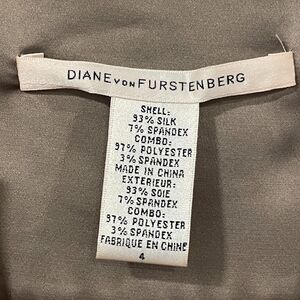 DIANE VON FURSTENBERG
SHELL:
93% SILK
7% SPANDEX
COMBO:
97% POLYESTER
3% SPANDEX
MADE IN CHINA
EXTERIEUR:
93% SOIE
7% SPANDEX
COMBO:
97% POLYESTER
3% SPANDEX
FABRIQUE EN CHINE
4